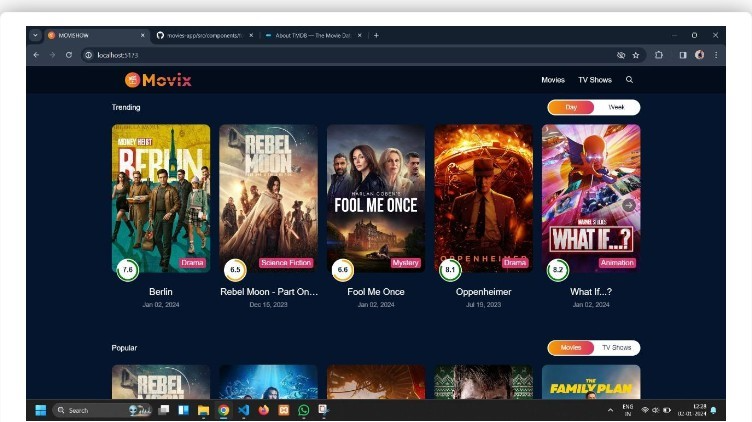 MOVISHOW
movies-app/src/components/h
About TMDB — The Movie Dat
localhost:5173
Movix
Movies
TV Shows
Trending
Day
Week
MONEY HEIST
BERLIN
REBEL
MOON
HARLAN COBEN'S
FOOL ME ONCE
OPPENHEIMER
MARVEL STUDIOS
WHAT IF...?
7.6
Drama
6.5
Science Fiction
6.6
Mystery
8.1
Drama
8.2
Animation
Berlin
Rebel Moon - Part On...
Fool Me Once
Oppenheimer
What If...?
Jan 02, 2024
Dec 15, 2023
Jan 02, 2024
Jul 19, 2023
Jan 02, 2024
Popular
Movies
TV Shows
REBEL
THE
FAMILY PLAN
Search
ENG
IN
12:28
02-01-2024